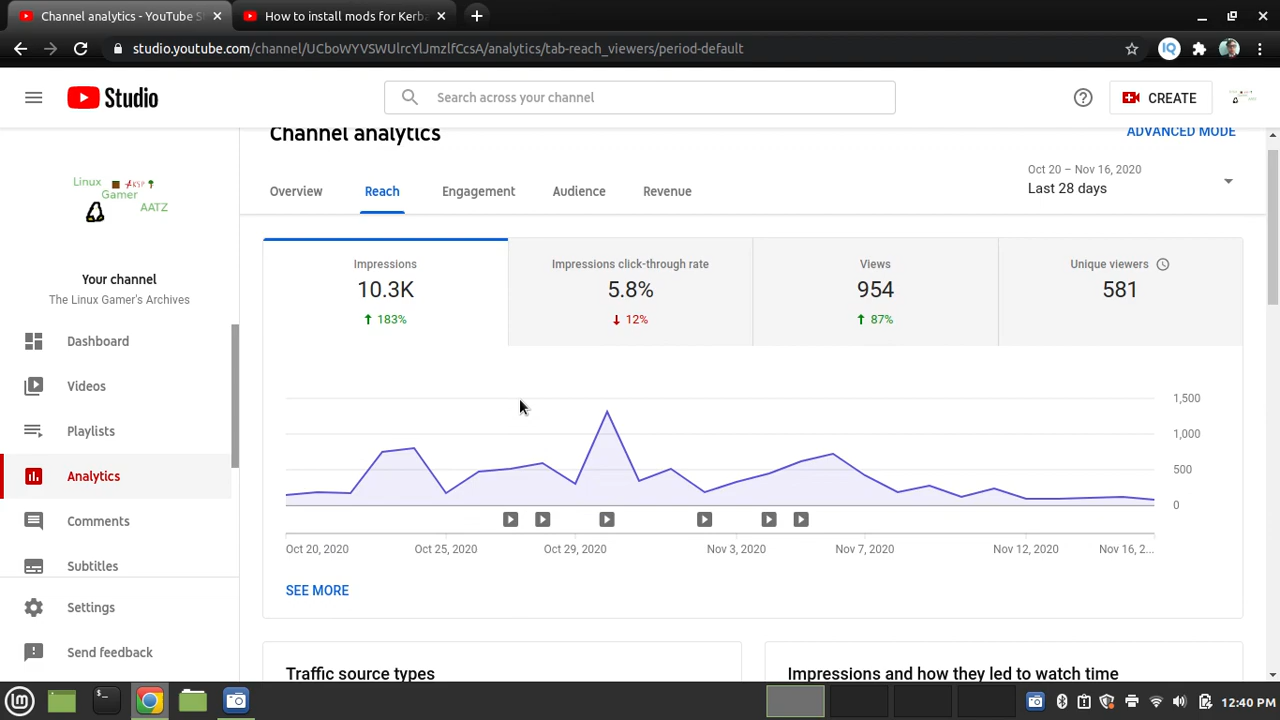 Channel analytics - YouTube S
How to install mods for Kerba
studio.youtube.com/channel/UCboWYVSWUlrcYlJmzlfCcsA/analytics/tab-reach_viewers/period-default
IQ
Studio
Search across your channel
CREATE
Channel analytics
ADVANCED MODE
Oct 20 – Nov 16, 2020
Last 28 days
Overview
Reach
Engagement
Audience
Revenue
Linux
KSP
Gamer
AATZ
Your channel
The Linux Gamer's Archives
Dashboard
Videos
Playlists
Analytics
Comments
Subtitles
Settings
Send feedback
Impressions
10.3K
183%
Impressions click-through rate
5.8%
12%
Views
954
87%
Unique viewers
581
1,500
1,000
500
0
Oct 20, 2020
Oct 25, 2020
Oct 29, 2020
Nov 3, 2020
Nov 7, 2020
Nov 12, 2020
Nov 16, 2...
SEE MORE
Traffic source types
Impressions and how they led to watch time
12:40 PM